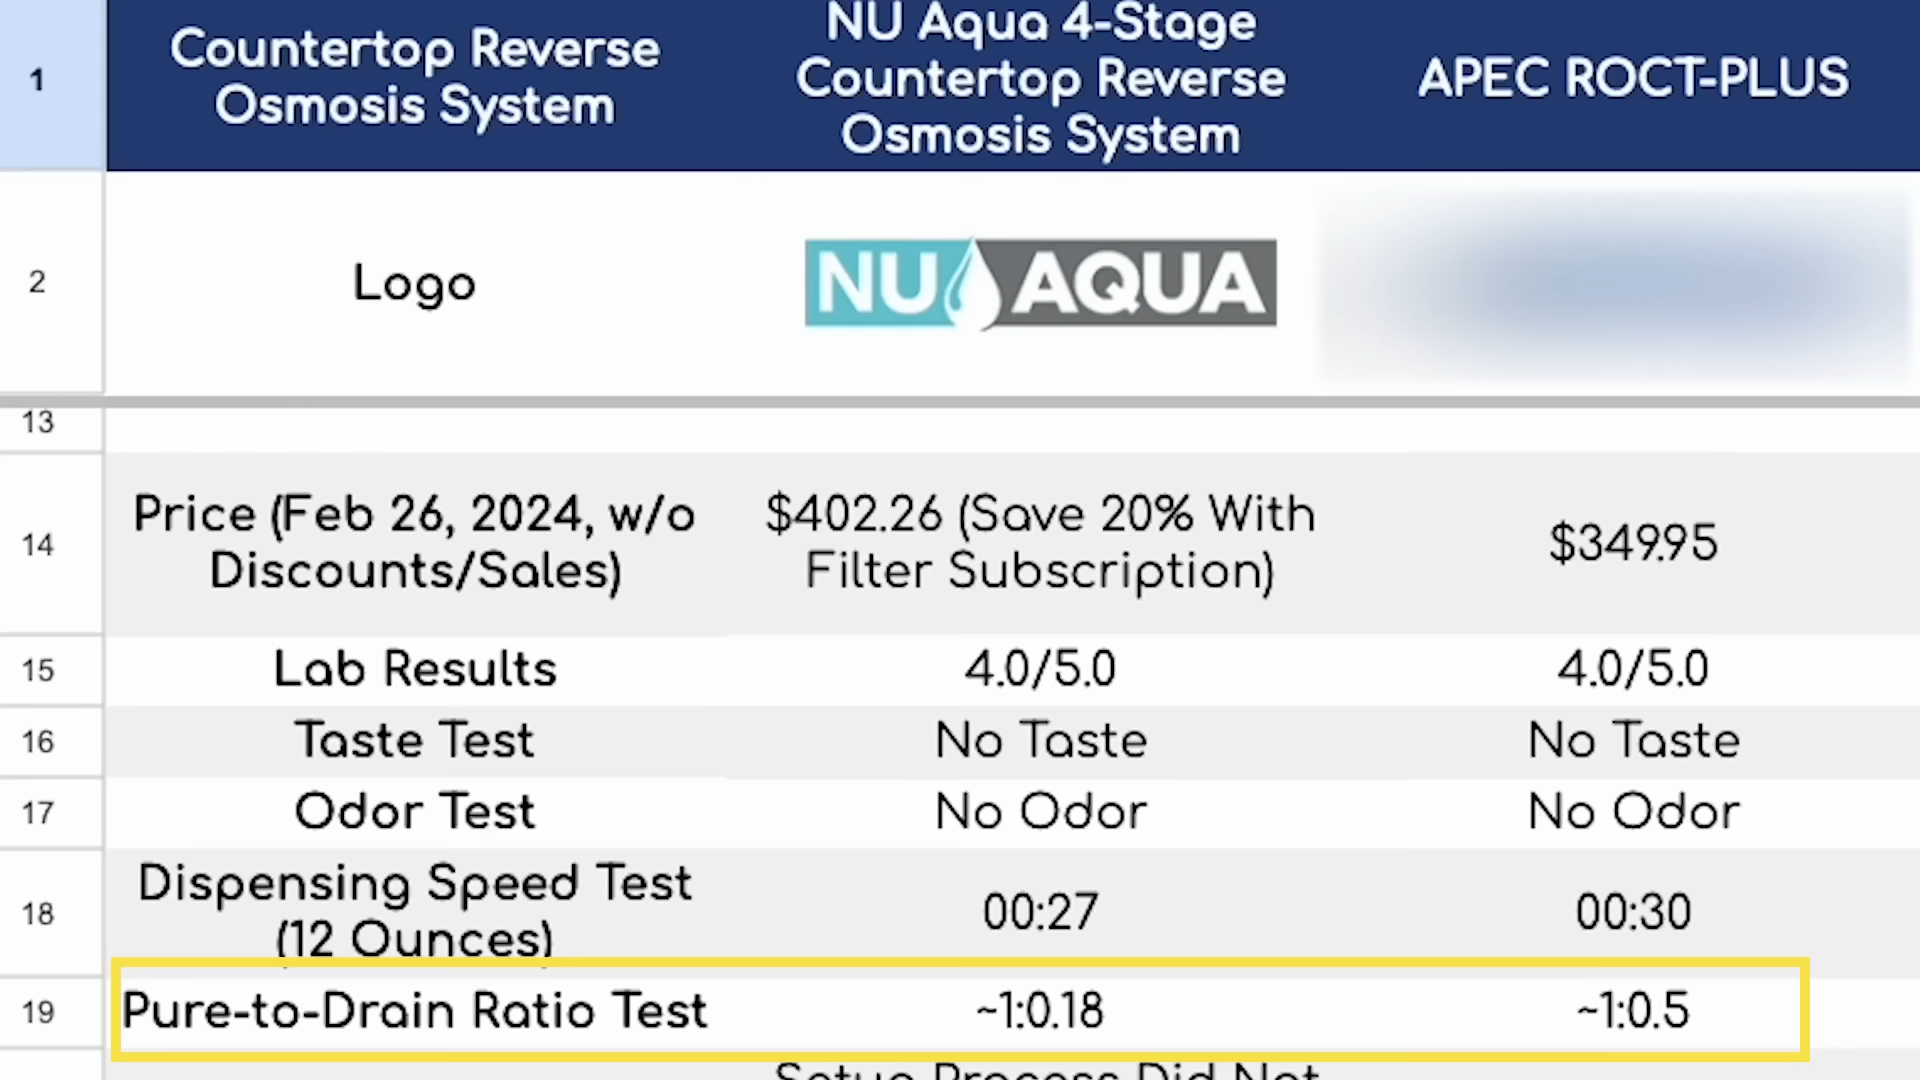 1
Countertop Reverse
Osmosis System
NU Aqua 4-Stage
Countertop Reverse
Osmosis System
APEC ROCT-PLUS
2
Logo
NU AQUA
13
14
Price (Feb 26, 2024, w/o
Discounts/Sales)
$402.26 (Save 20% With
Filter Subscription)
$349.95
15
Lab Results
4.0/5.0
4.0/5.0
16
Taste Test
No Taste
No Taste
17
Odor Test
No Odor
No Odor
18
Dispensing Speed Test
(12 Ounces)
00:27
00:30
19
Pure-to-Drain Ratio Test
~1:0.18
~1:0.5
Setup Process Did Not